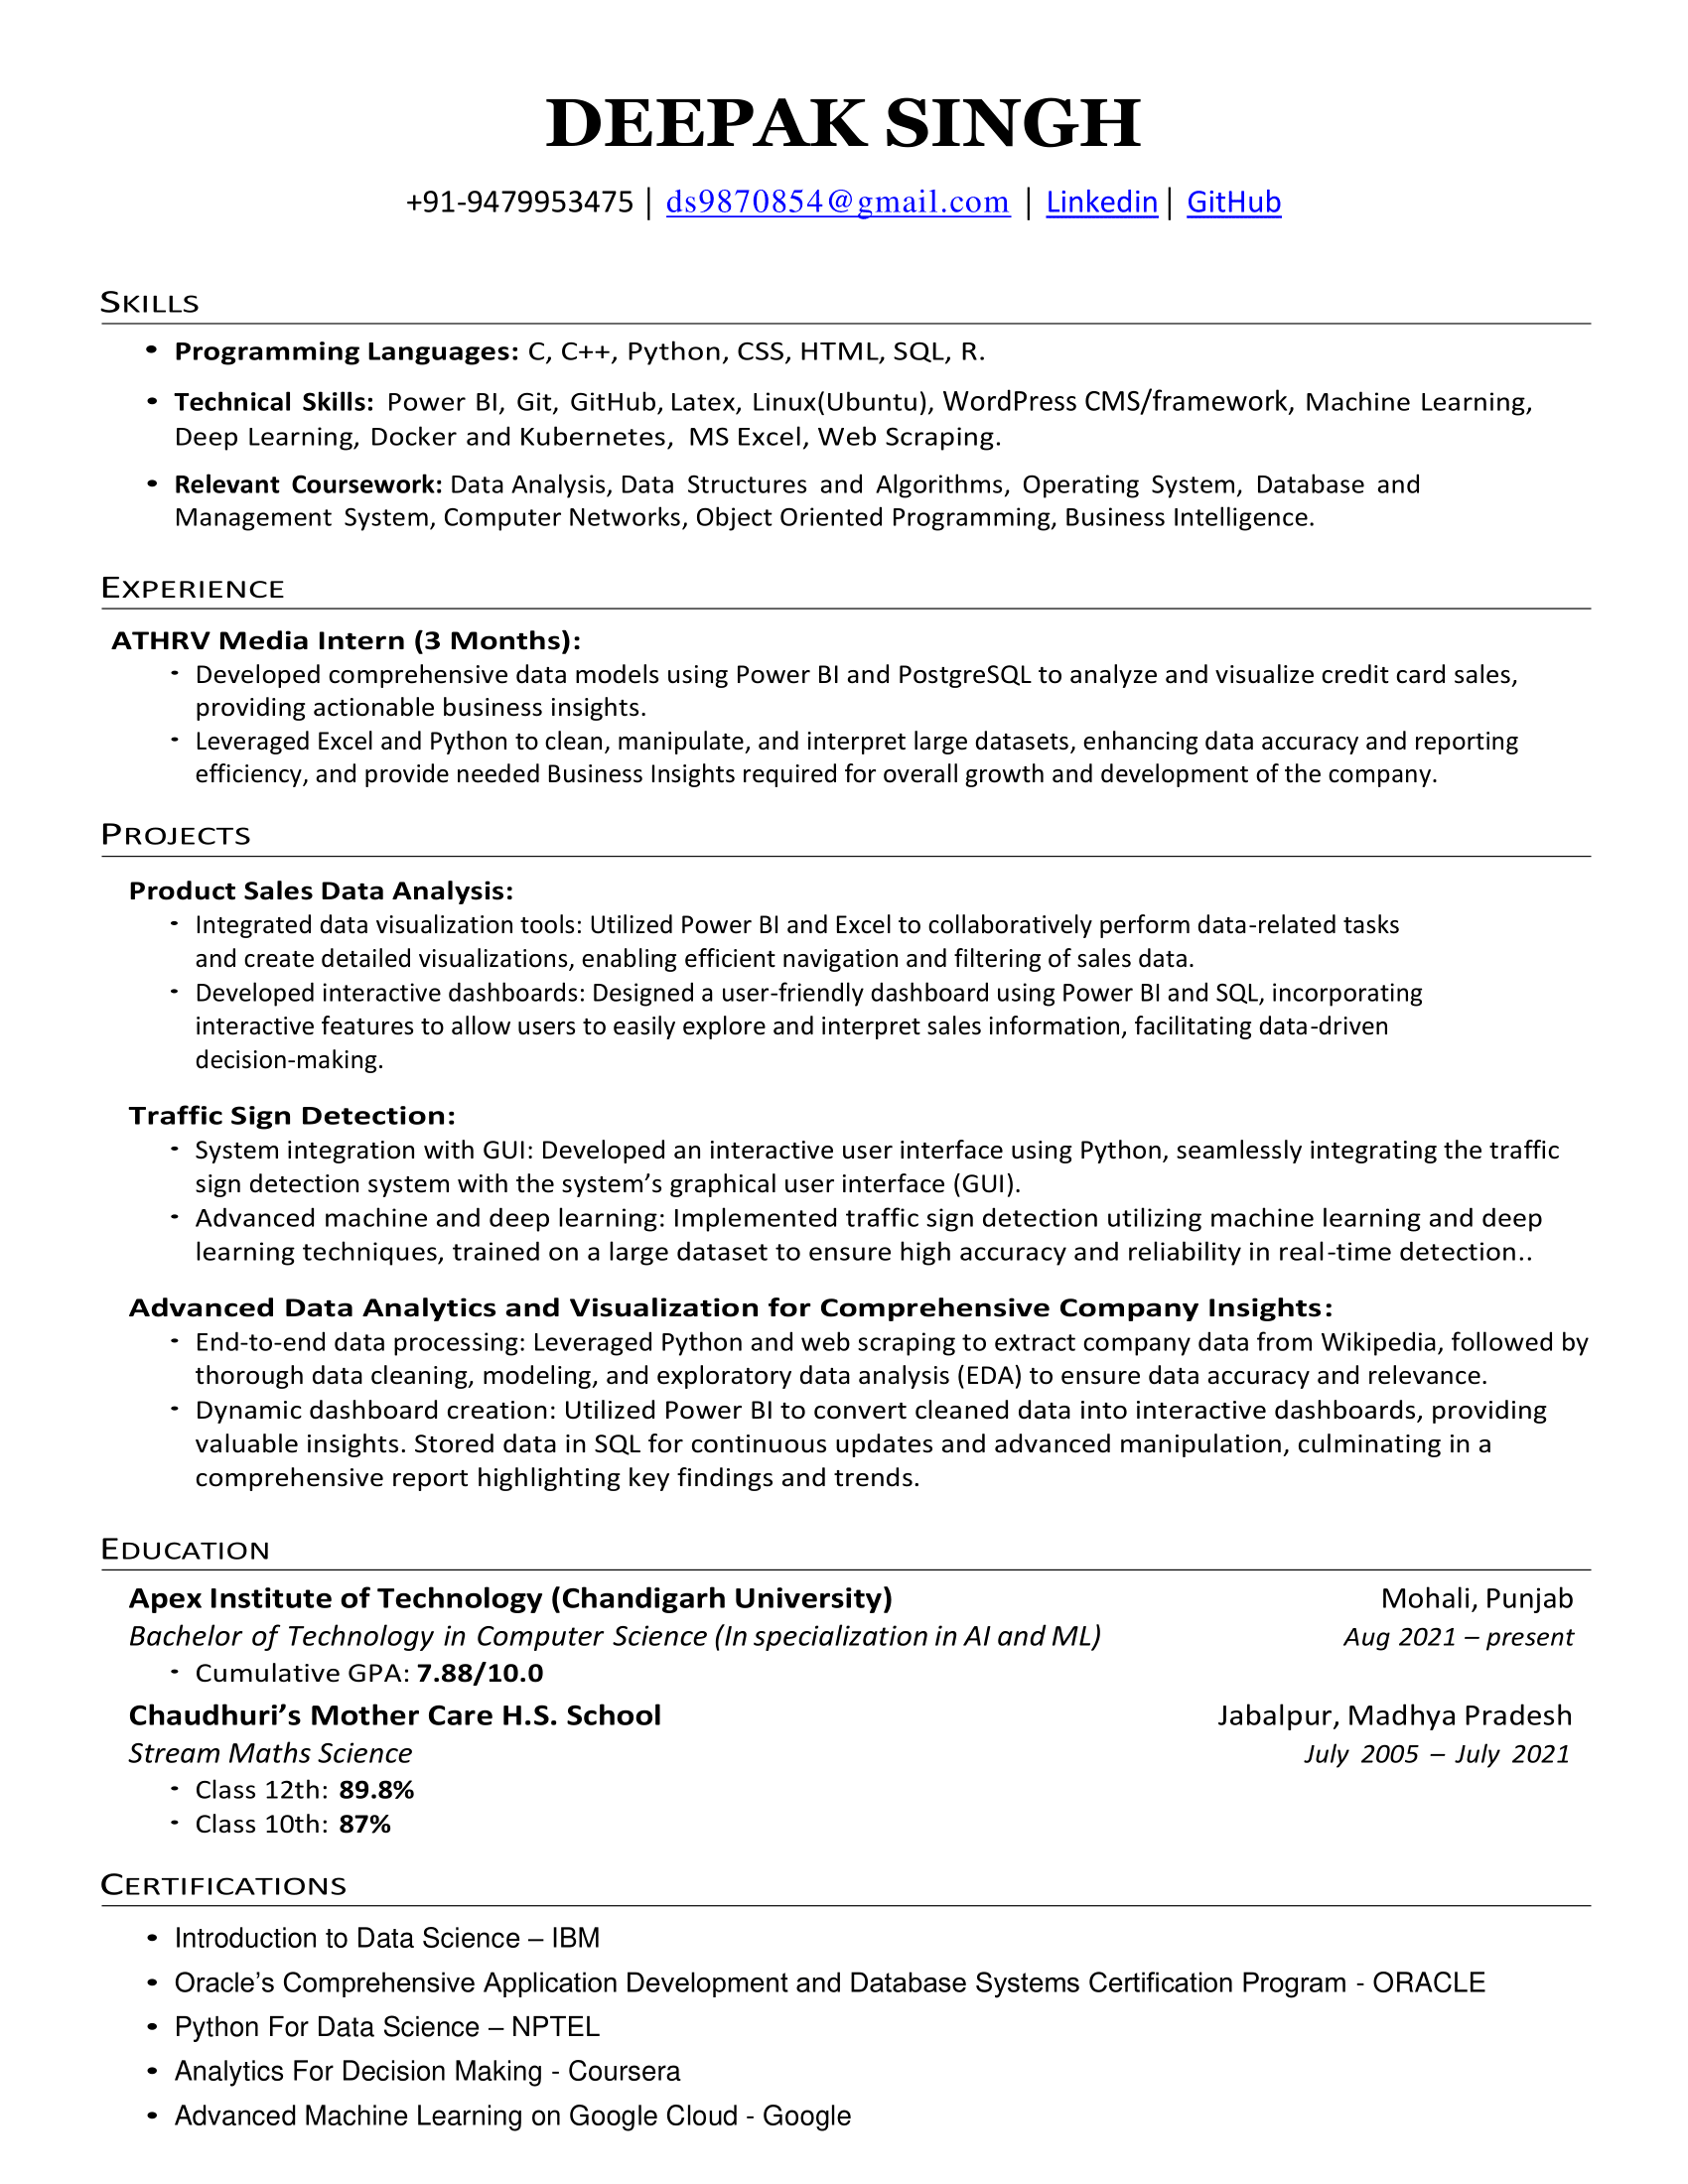 DEEPAK SINGH
+91-9479953475 | ds9870854@gmail.com | Linkedin | GitHub
SKILLS
• Programming Languages: C, C++, Python, CSS, HTML, SQL, R.
• Technical Skills: Power BI, Git, GitHub, Latex, Linux(Ubuntu), WordPress CMS/framework, Machine Learning,
Deep Learning, Docker and Kubernetes, MS Excel, Web Scraping.
• Relevant Coursework: Data Analysis, Data Structures and Algorithms, Operating System, Database and
Management System, Computer Networks, Object Oriented Programming, Business Intelligence.
EXPERIENCE
ATHRV Media Intern (3 Months):
• Developed comprehensive data models using Power BI and PostgreSQL to analyze and visualize credit card sales,
providing actionable business insights.
• Leveraged Excel and Python to clean, manipulate, and interpret large datasets, enhancing data accuracy and reporting
efficiency, and provide needed Business Insights required for overall growth and development of the company.
PROJECTS
Product Sales Data Analysis:
• Integrated data visualization tools: Utilized Power BI and Excel to collaboratively perform data-related tasks
and create detailed visualizations, enabling efficient navigation and filtering of sales data.
• Developed interactive dashboards: Designed a user-friendly dashboard using Power BI and SQL, incorporating
interactive features to allow users to easily explore and interpret sales information, facilitating data-driven
decision-making.
Traffic Sign Detection:
• System integration with GUI: Developed an interactive user interface using Python, seamlessly integrating the traffic
sign detection system with the system’s graphical user interface (GUI).
• Advanced machine and deep learning: Implemented traffic sign detection utilizing machine learning and deep
learning techniques, trained on a large dataset to ensure high accuracy and reliability in real-time detection..
Advanced Data Analytics and Visualization for Comprehensive Company Insights:
• End-to-end data processing: Leveraged Python and web scraping to extract company data from Wikipedia, followed by
thorough data cleaning, modeling, and exploratory data analysis (EDA) to ensure data accuracy and relevance.
• Dynamic dashboard creation: Utilized Power BI to convert cleaned data into interactive dashboards, providing
valuable insights. Stored data in SQL for continuous updates and advanced manipulation, culminating in a
comprehensive report highlighting key findings and trends.
EDUCATION
Apex Institute of Technology (Chandigarh University) Mohali, Punjab
Bachelor of Technology in Computer Science (In specialization in AI and ML) Aug 2021 – present
• Cumulative GPA: 7.88/10.0
Chaudhuri’s Mother Care H.S. School Jabalpur, Madhya Pradesh
Stream Maths Science July 2005 – July 2021
• Class 12th: 89.8%
• Class 10th: 87%
CERTIFICATIONS
• Introduction to Data Science – IBM
• Oracle’s Comprehensive Application Development and Database Systems Certification Program - ORACLE
• Python For Data Science – NPTEL
• Analytics For Decision Making - Coursera
• Advanced Machine Learning on Google Cloud - Google